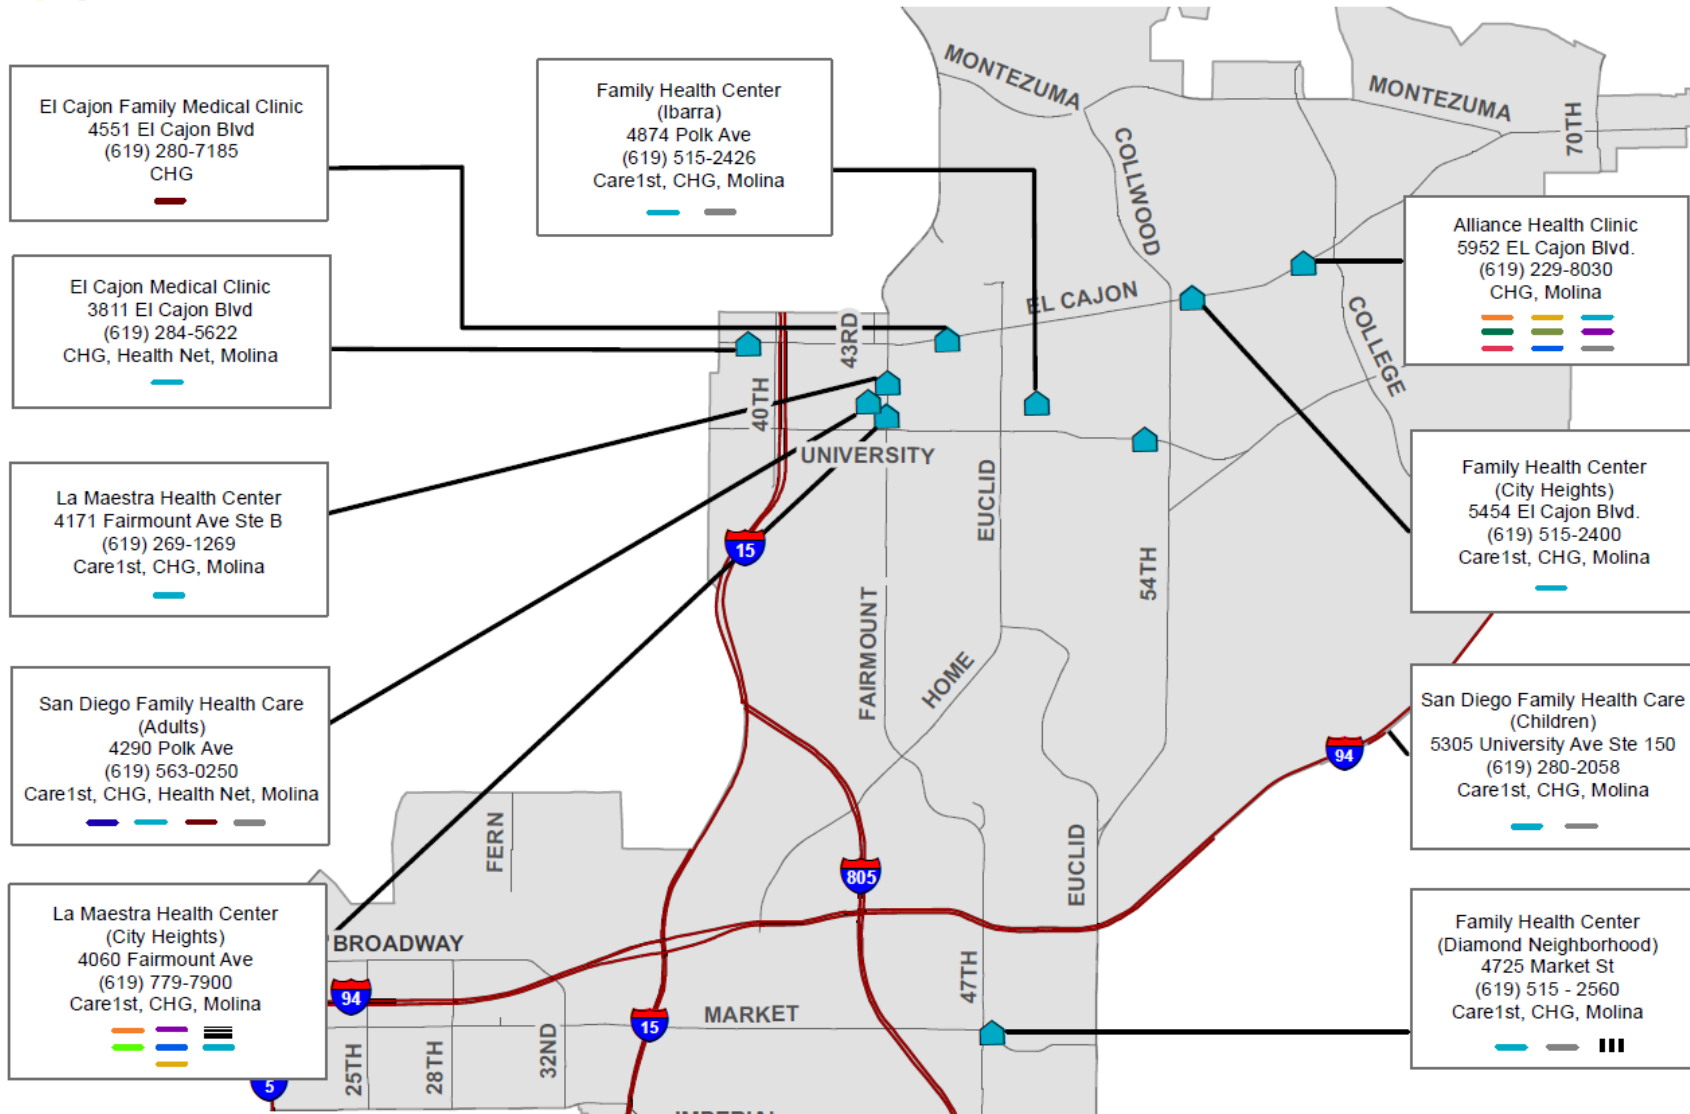 El Cajon Family Medical Clinic
4551 El Cajon Blvd
(619) 280-7185
CHG
Family Health Center
(Ibarra)
4874 Polk Ave
(619) 515-2426
Care1st, CHG, Molina
El Cajon Medical Clinic
3811 El Cajon Blvd
(619) 284-5622
CHG, Health Net, Molina
Alliance Health Clinic
5952 EL Cajon Blvd.
(619) 229-8030
CHG, Molina
La Maestra Health Center
4171 Fairmount Ave Ste B
(619) 269-1269
Care1st, CHG, Molina
Family Health Center
(City Heights)
5454 El Cajon Blvd.
(619) 515-2400
Care1st, CHG, Molina
San Diego Family Health Care
(Adults)
4290 Polk Ave
(619) 563-0250
Care1st, CHG, Health Net, Molina
San Diego Family Health Care
(Children)
5305 University Ave Ste 150
(619) 280-2058
Care1st, CHG, Molina
La Maestra Health Center
(City Heights)
4060 Fairmount Ave
(619) 779-7900
Care1st, CHG, Molina
Family Health Center
(Diamond Neighborhood)
4725 Market St
(619) 515 - 2560
Care1st, CHG, Molina
MONTEZUMA
MONTEZUMA
70TH
COLLWOOD
EL CAJON
COLLEGE
43RD
40TH
UNIVERSITY
EUCLID
15
54TH
FAIRMOUNT
HOME
94
FERN
805
EUCLID
BROADWAY
94
47TH
MARKET
15
25TH
28TH
32ND
5
IMPERIAL